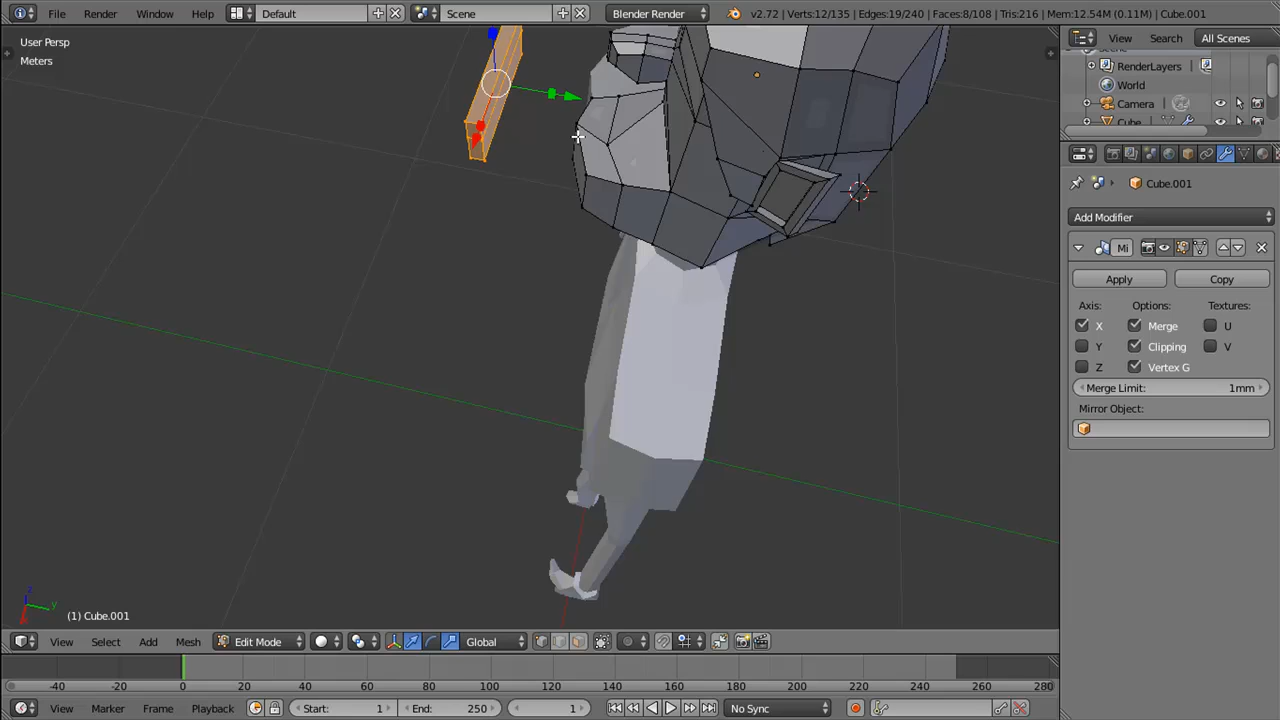 File Render Window Help Default Scene Blender Render v2.72 | Verts:12/135 | Edges:19/240 | Faces:8/108 | Tris:216 | Mem:12.54M (0.11M) | Cube.001
User Persp
Meters
View Search All Scenes
RenderLayers
World
Camera
Cube
Cube.001
Add Modifier
Mi
Apply Copy
Axis: Options: Textures:
X Merge U
Y Clipping V
Z Vertex G
Merge Limit: 1mm
Mirror Object:
z
y
(1) Cube.001
View Select Add Mesh Edit Mode Global
-40 -20 0 20 40 60 80 100 120 140 160 180 200 220 240 260 280
View Marker Frame Playback Start: 1 End: 250 1 No Sync